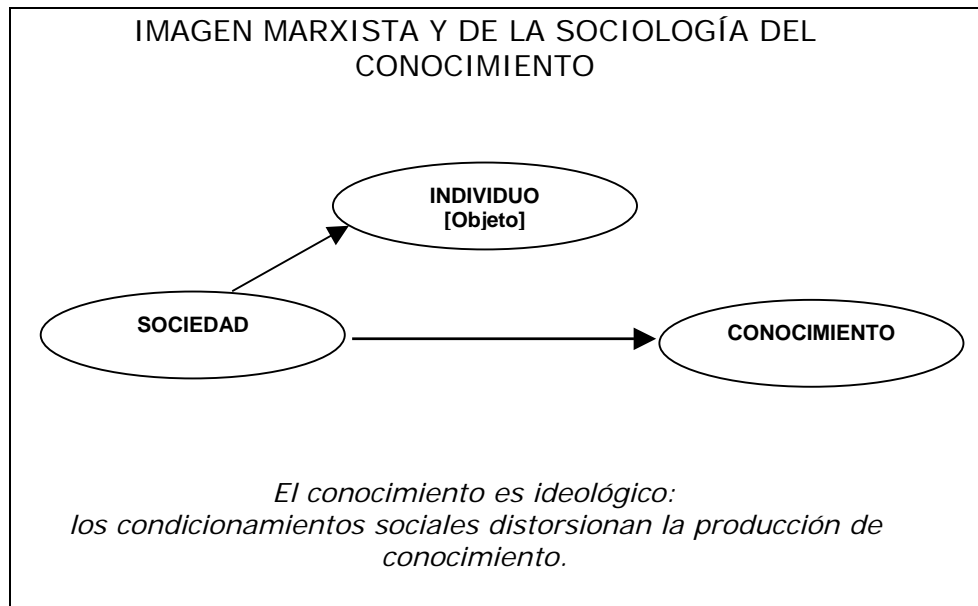 IMAGEN MARXISTA Y DE LA SOCIOLOGÍA DEL
CONOCIMIENTO
INDIVIDUO
[Objeto]
SOCIEDAD
CONOCIMIENTO
El conocimiento es ideológico:
los condicionamientos sociales distorsionan la producción de
conocimiento.